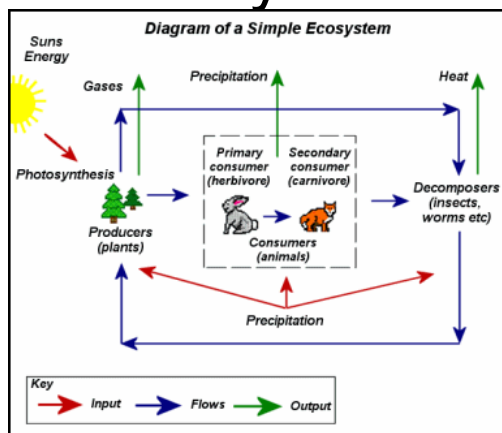 Diagram of a Simple Ecosystem
Suns
Energy
Gases
Precipitation
Heat
Photosynthesis
Primary
consumer
(herbivore)
Secondary
consumer
(carnivore)
Producers
(plants)
Consumers
(animals)
Decomposers
(insects,
worms etc)
Precipitation
Key
Input
Flows
Output